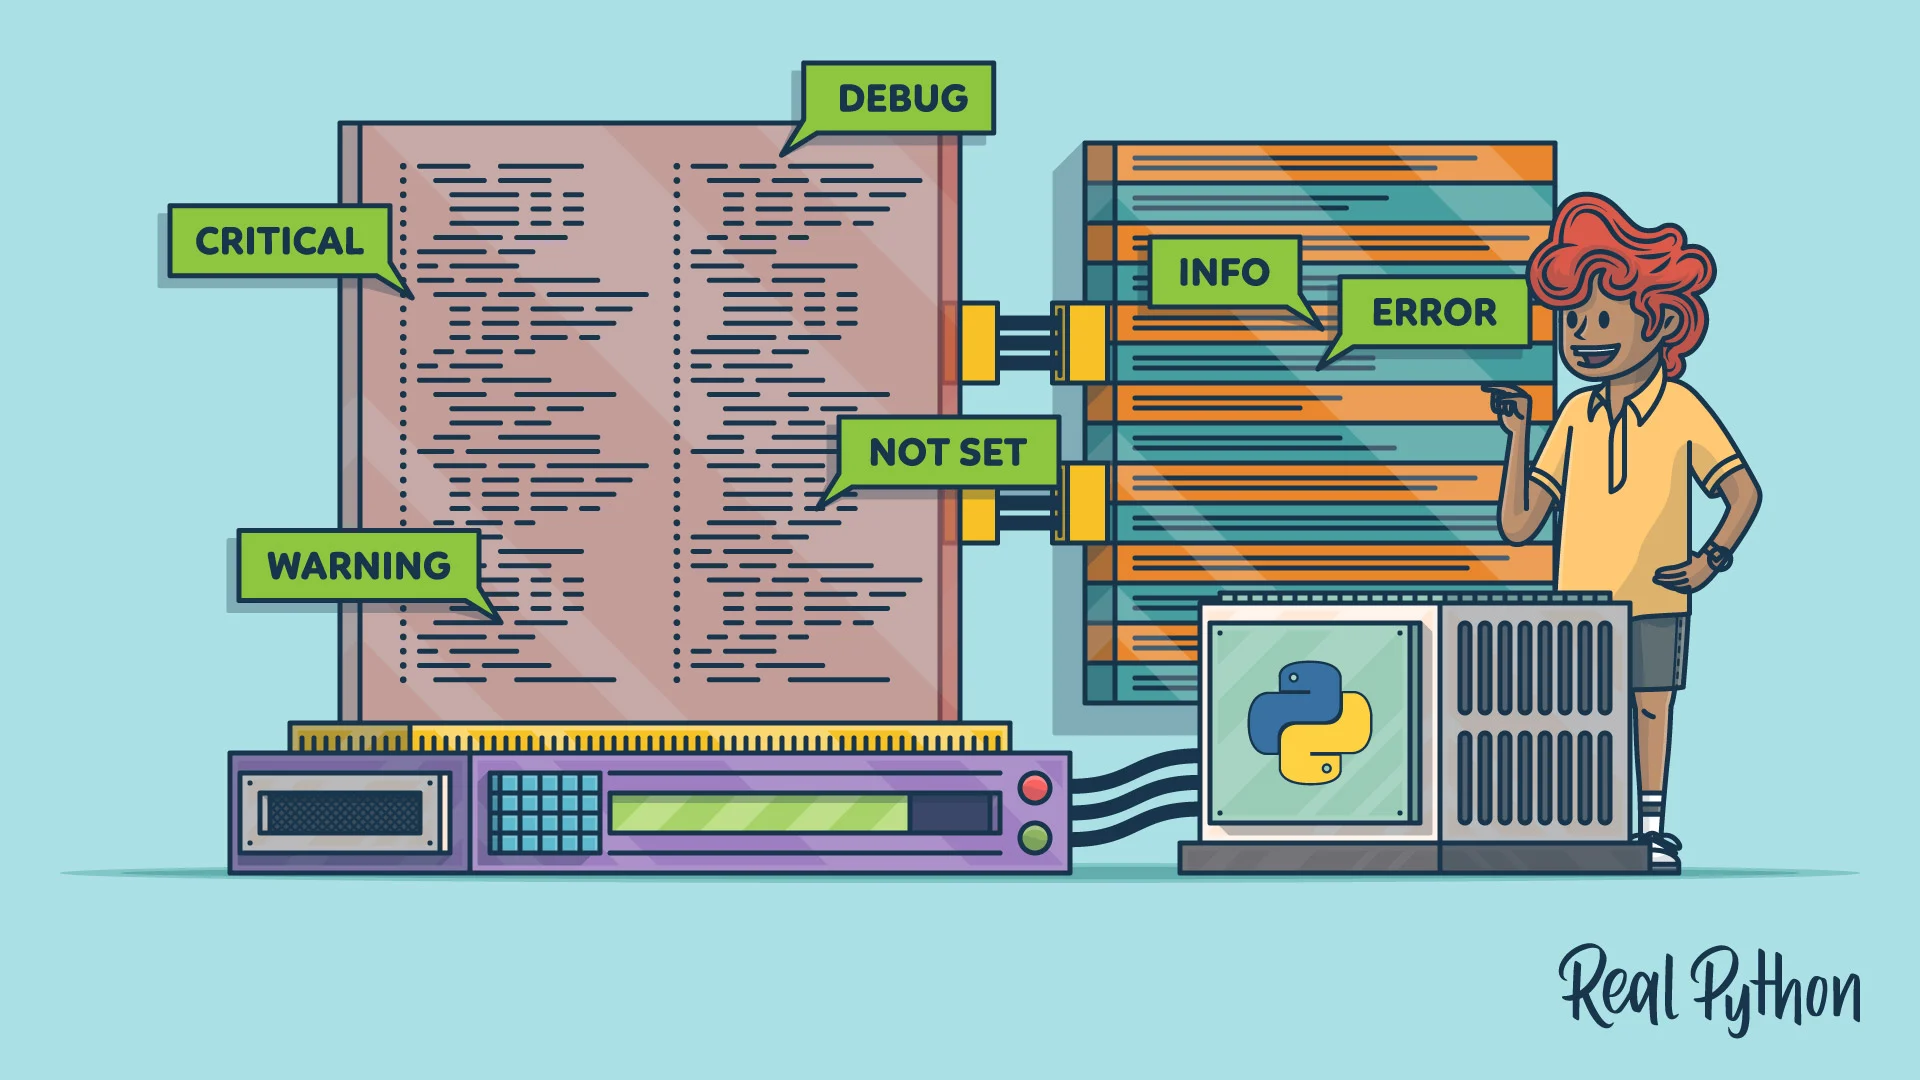 DEBUG
CRITICAL
INFO
ERROR
NOT SET
WARNING
Real Python